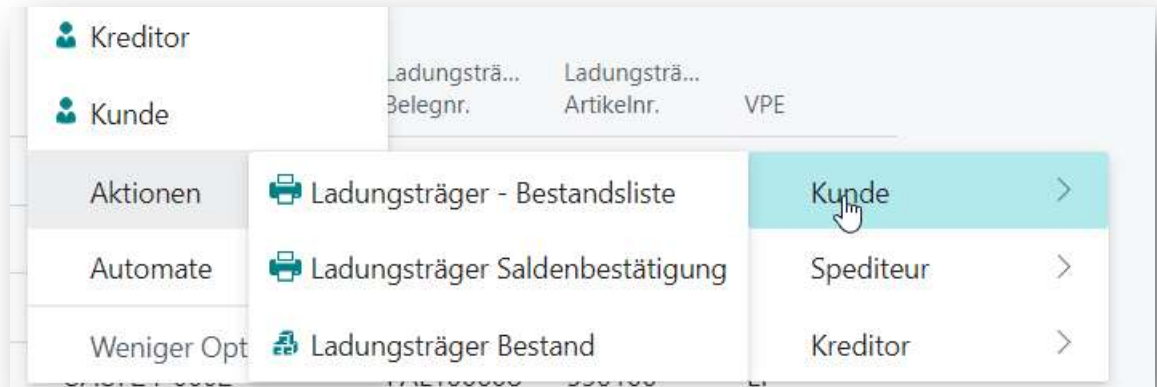 Kreditor
Ladungsträ... Ladungsträ...
Belegnr. Artikelnr. VPE
Kunde
Aktionen Ladungsträger - Bestandsliste Kunde
Automate Ladungsträger Saldenbestätigung Spediteur
Weniger Opt Ladungsträger Bestand Kreditor